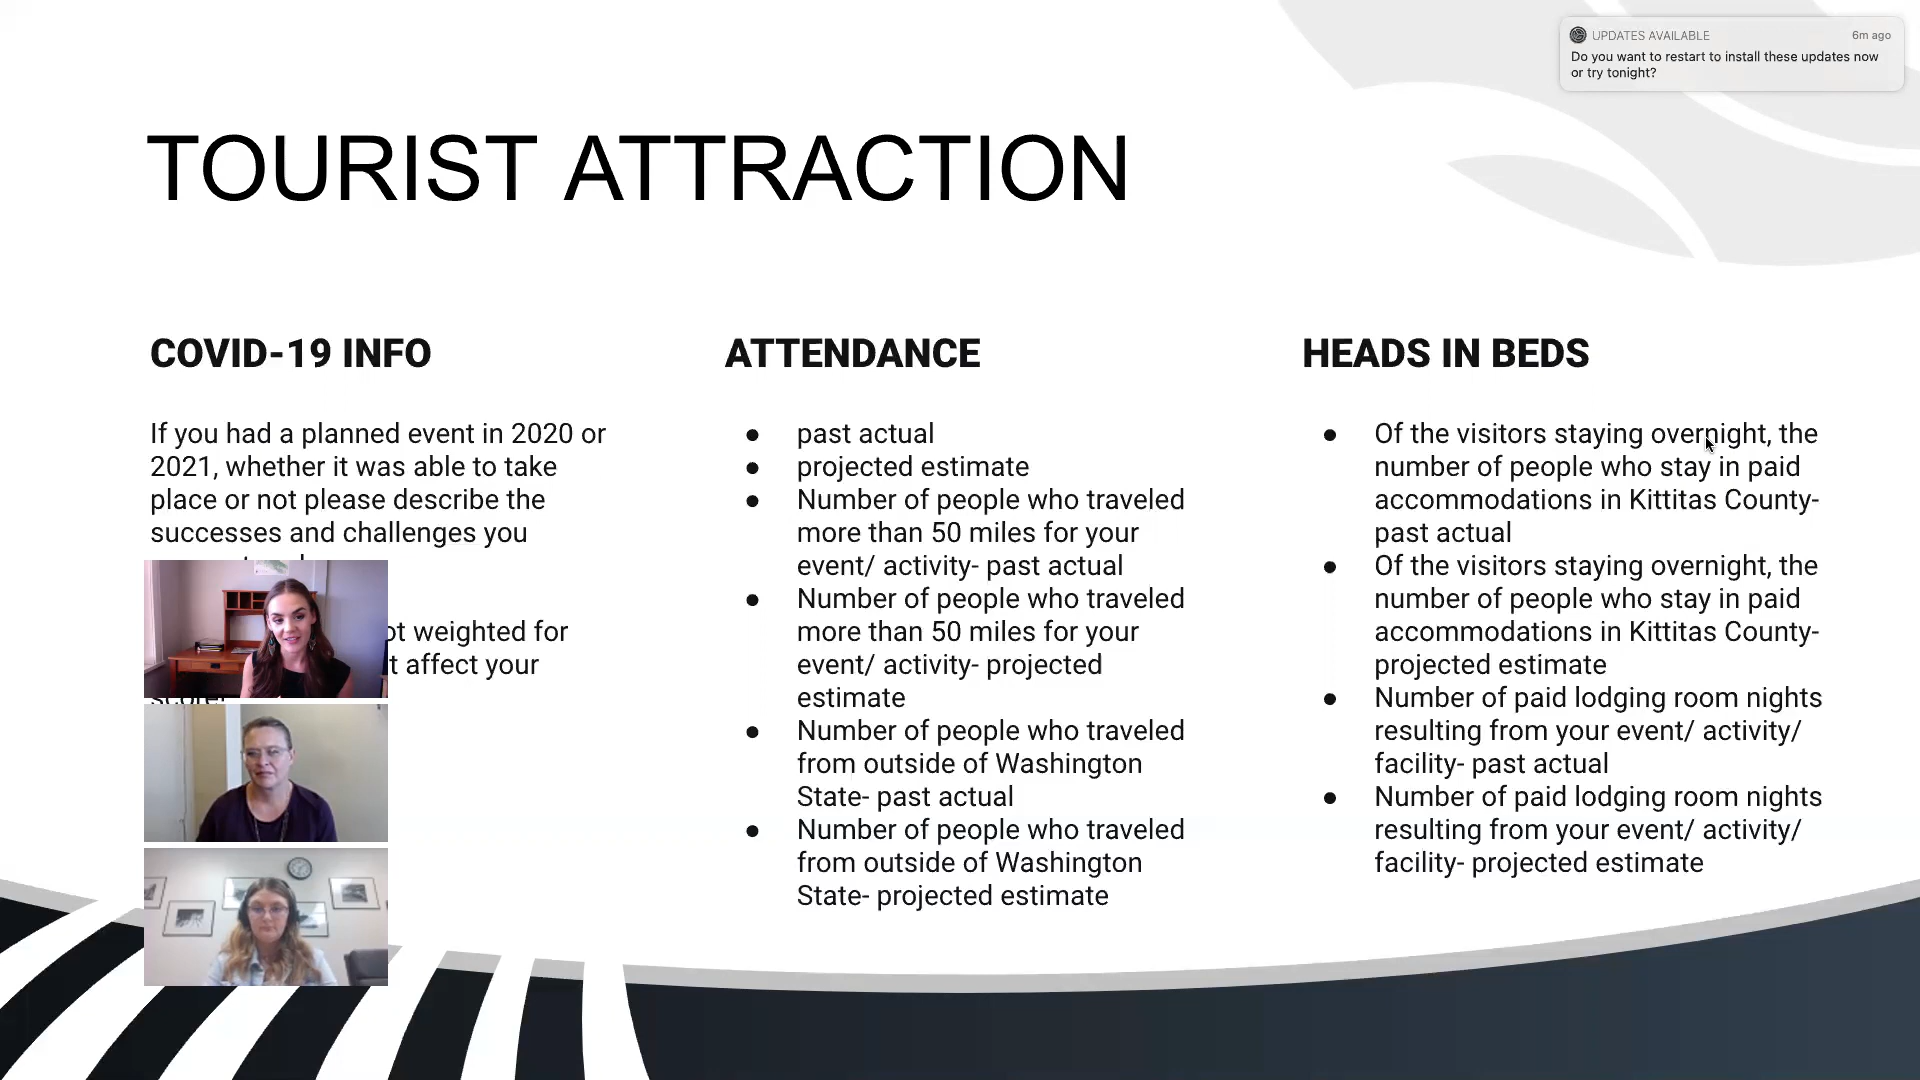 UPDATES AVAILABLE
6m ago
Do you want to restart to install these updates now
or try tonight?
TOURIST ATTRACTION
COVID-19 INFO
If you had a planned event in 2020 or
2021, whether it was able to take
place or not please describe the
successes and challenges you
weighted for
affect your
ATTENDANCE
● past actual
● projected estimate
● Number of people who traveled
more than 50 miles for your
event/ activity- past actual
● Number of people who traveled
more than 50 miles for your
event/ activity- projected
estimate
● Number of people who traveled
from outside of Washington
State- past actual
● Number of people who traveled
from outside of Washington
State- projected estimate
HEADS IN BEDS
● Of the visitors staying overnight, the
number of people who stay in paid
accommodations in Kittitas County-
past actual
● Of the visitors staying overnight, the
number of people who stay in paid
accommodations in Kittitas County-
projected estimate
● Number of paid lodging room nights
resulting from your event/ activity/
facility- past actual
● Number of paid lodging room nights
resulting from your event/ activity/
facility- projected estimate